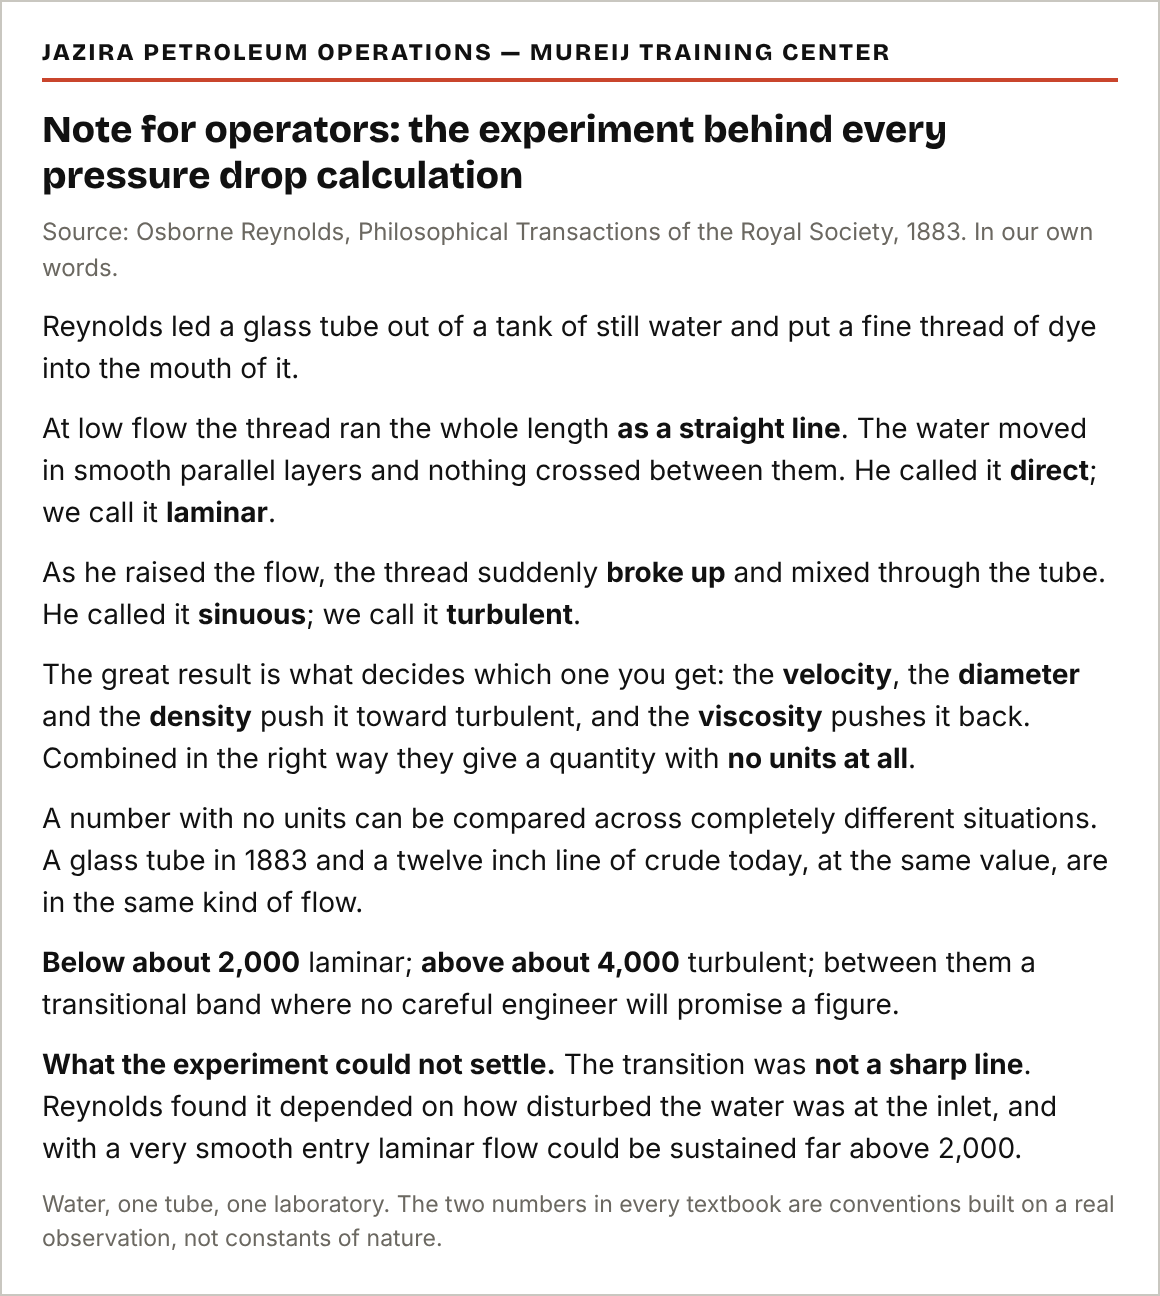 JAZIRA PETROLEUM OPERATIONS — MUREIJ TRAINING CENTER
Note for operators: the experiment behind every
pressure drop calculation
Source: Osborne Reynolds, Philosophical Transactions of the Royal Society, 1883. In our own
words.
Reynolds led a glass tube out of a tank of still water and put a fine thread of dye
into the mouth of it.
At low flow the thread ran the whole length as a straight line. The water moved
in smooth parallel layers and nothing crossed between them. He called it direct;
we call it laminar.
As he raised the flow, the thread suddenly broke up and mixed through the tube.
He called it sinuous; we call it turbulent.
The great result is what decides which one you get: the velocity, the diameter
and the density push it toward turbulent, and the viscosity pushes it back.
Combined in the right way they give a quantity with no units at all.
A number with no units can be compared across completely different situations.
A glass tube in 1883 and a twelve inch line of crude today, at the same value, are
in the same kind of flow.
Below about 2,000 laminar; above about 4,000 turbulent; between them a
transitional band where no careful engineer will promise a figure.
What the experiment could not settle. The transition was not a sharp line.
Reynolds found it depended on how disturbed the water was at the inlet, and
with a very smooth entry laminar flow could be sustained far above 2,000.
Water, one tube, one laboratory. The two numbers in every textbook are conventions built on a real
observation, not constants of nature.